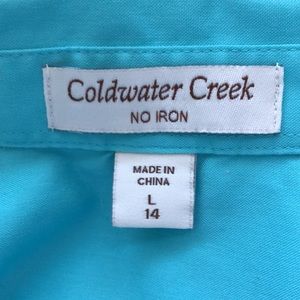 Coldwater Creek
NO IRON
MADE IN
CHINA
L
14